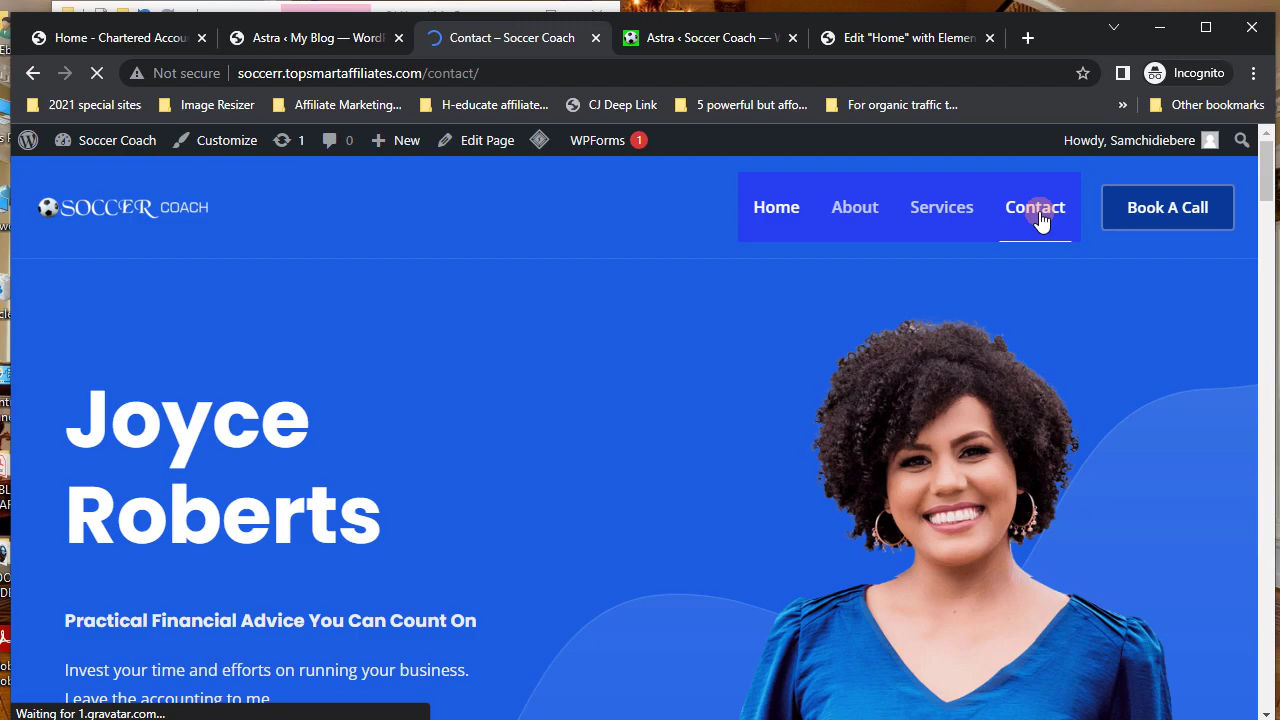 Home - Chartered Accou
Astra ‹ My Blog — WordF
Contact – Soccer Coach
Astra ‹ Soccer Coach — W
Edit "Home" with Elemen
Not secure
soccerr.topsmartaffiliates.com/contact/
Incognito
2021 special sites
Image Resizer
Affiliate Marketing...
H-educate affiliate...
CJ Deep Link
5 powerful but affo...
For organic traffic t...
»
Other bookmarks
Soccer Coach
Customize
1
0
New
Edit Page
WPForms
1
Howdy, Samchidiebere
SOCCER COACH
Home
About
Services
Contact
Book A Call
Joyce
Roberts
Practical Financial Advice You Can Count On
Invest your time and efforts on running your business.
Leave the accounting to me
Waiting for 1.gravatar.com...